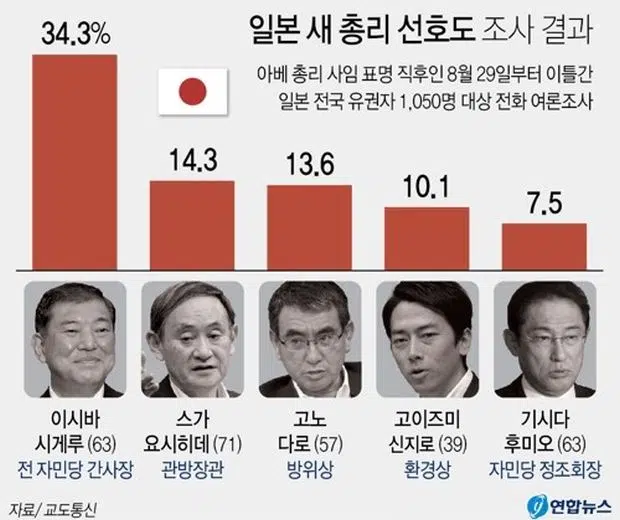 일본 새 총리 선호도 조사 결과
아베 총리 사임 표명 직후인 8월 29일부터 이틀간
일본 전국 유권자 1,050명 대상 전화 여론조사
34.3%
14.3
13.6
10.1
7.5
이시바
시게루 (63)
전 자민당 간사장
스가
요시히데 (71)
관방장관
고노
다로 (57)
방위상
고이즈미
신지로 (39)
환경상
기시다
후미오 (63)
자민당 정조회장
자료/ 교도통신
연합뉴스